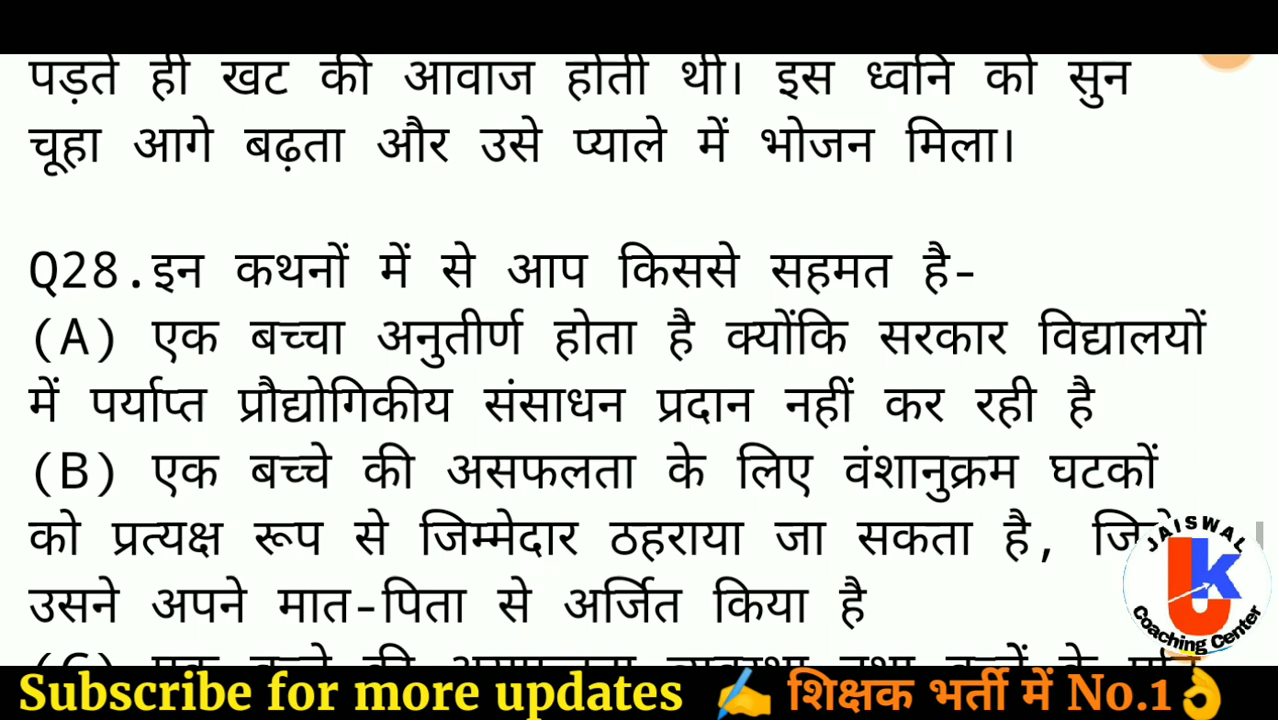 पड़ते ही खट की आवाज होती थी। इस ध्वनि को सुन
चूहा आगे बढ़ता और उसे प्याले में भोजन मिला।
Q28.इन कथनों में से आप किससे सहमत है-
(A) एक बच्चा अनुतीर्ण होता है क्योंकि सरकार विद्यालयों
में पर्याप्त प्रौद्योगिकीय संसाधन प्रदान नहीं कर रही है
(B) एक बच्चे की असफलता के लिए वंशानुक्रम घटकों
को प्रत्यक्ष रूप से जिम्मेदार ठहराया जा सकता है,
उसने अपने मात-पिता से अर्जित किया है
JAISWAL
UK
Coaching Center
Subscribe for more updates ✍️ शिक्षक भर्ती में No.1👌